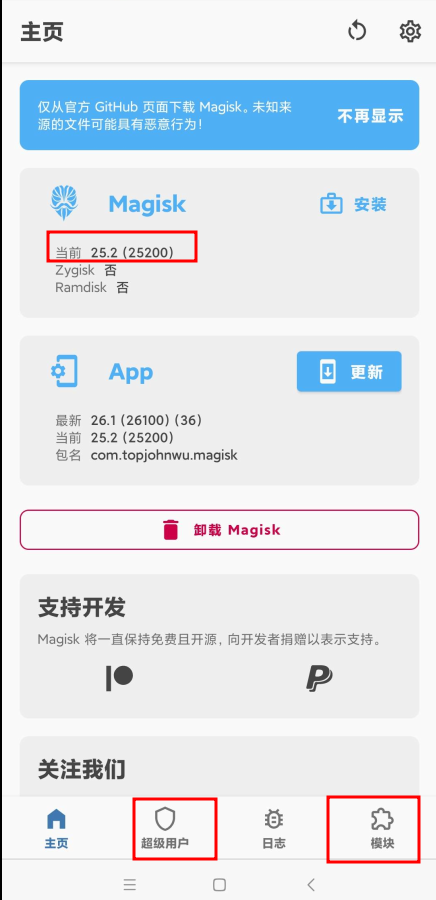 主页
仅从官方 GitHub 页面下载 Magisk。未知来
源的文件可能具有恶意行为！
不再显示
Magisk
安装
当前 25.2 (25200)
Zygisk 否
Ramdisk 否
App
更新
最新 26.1 (26100) (36)
当前 25.2 (25200)
包名 com.topjohnwu.magisk
卸载 Magisk
支持开发
Magisk 将一直保持免费且开源，向开发者捐赠以表示支持。
关注我们
主页
超级用户
日志
模块